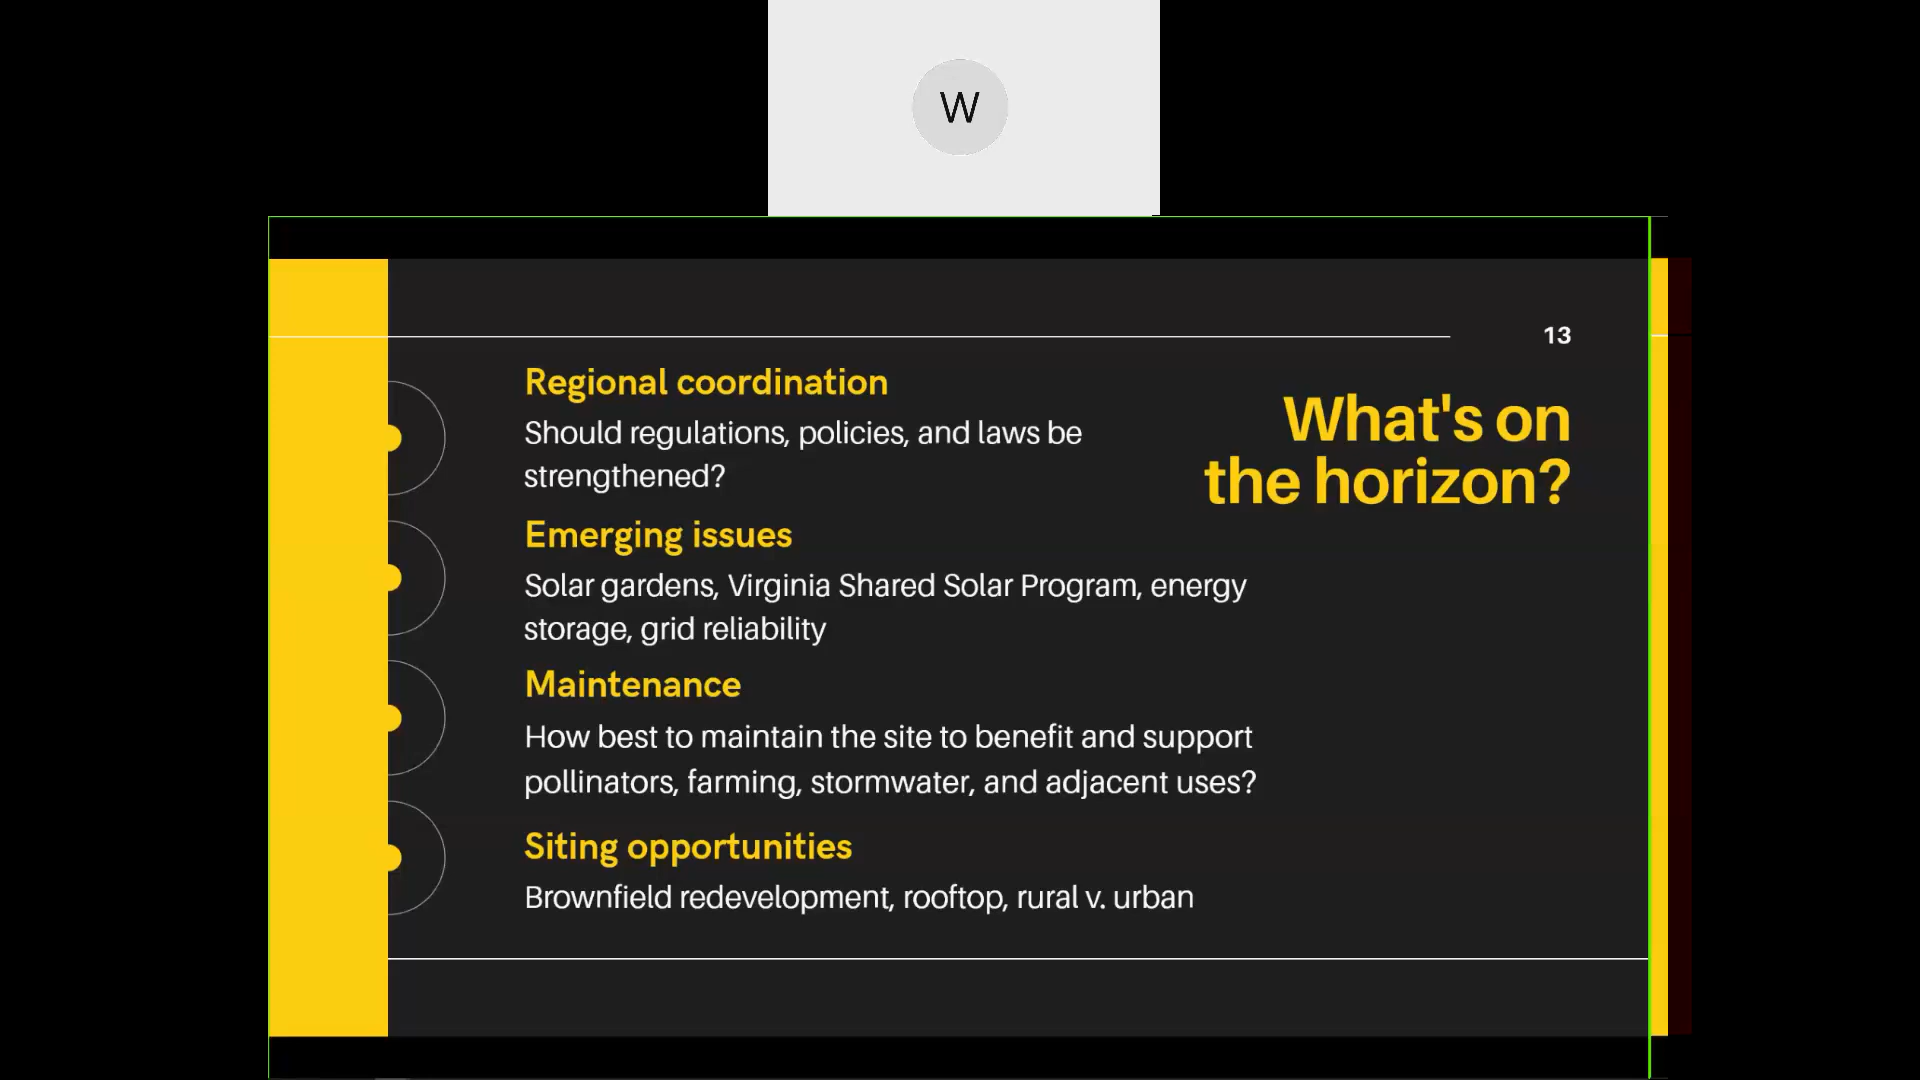 W
13
What's on
the horizon?
Regional coordination
Should regulations, policies, and laws be
strengthened?
Emerging issues
Solar gardens, Virginia Shared Solar Program, energy
storage, grid reliability
Maintenance
How best to maintain the site to benefit and support
pollinators, farming, stormwater, and adjacent uses?
Siting opportunities
Brownfield redevelopment, rooftop, rural v. urban